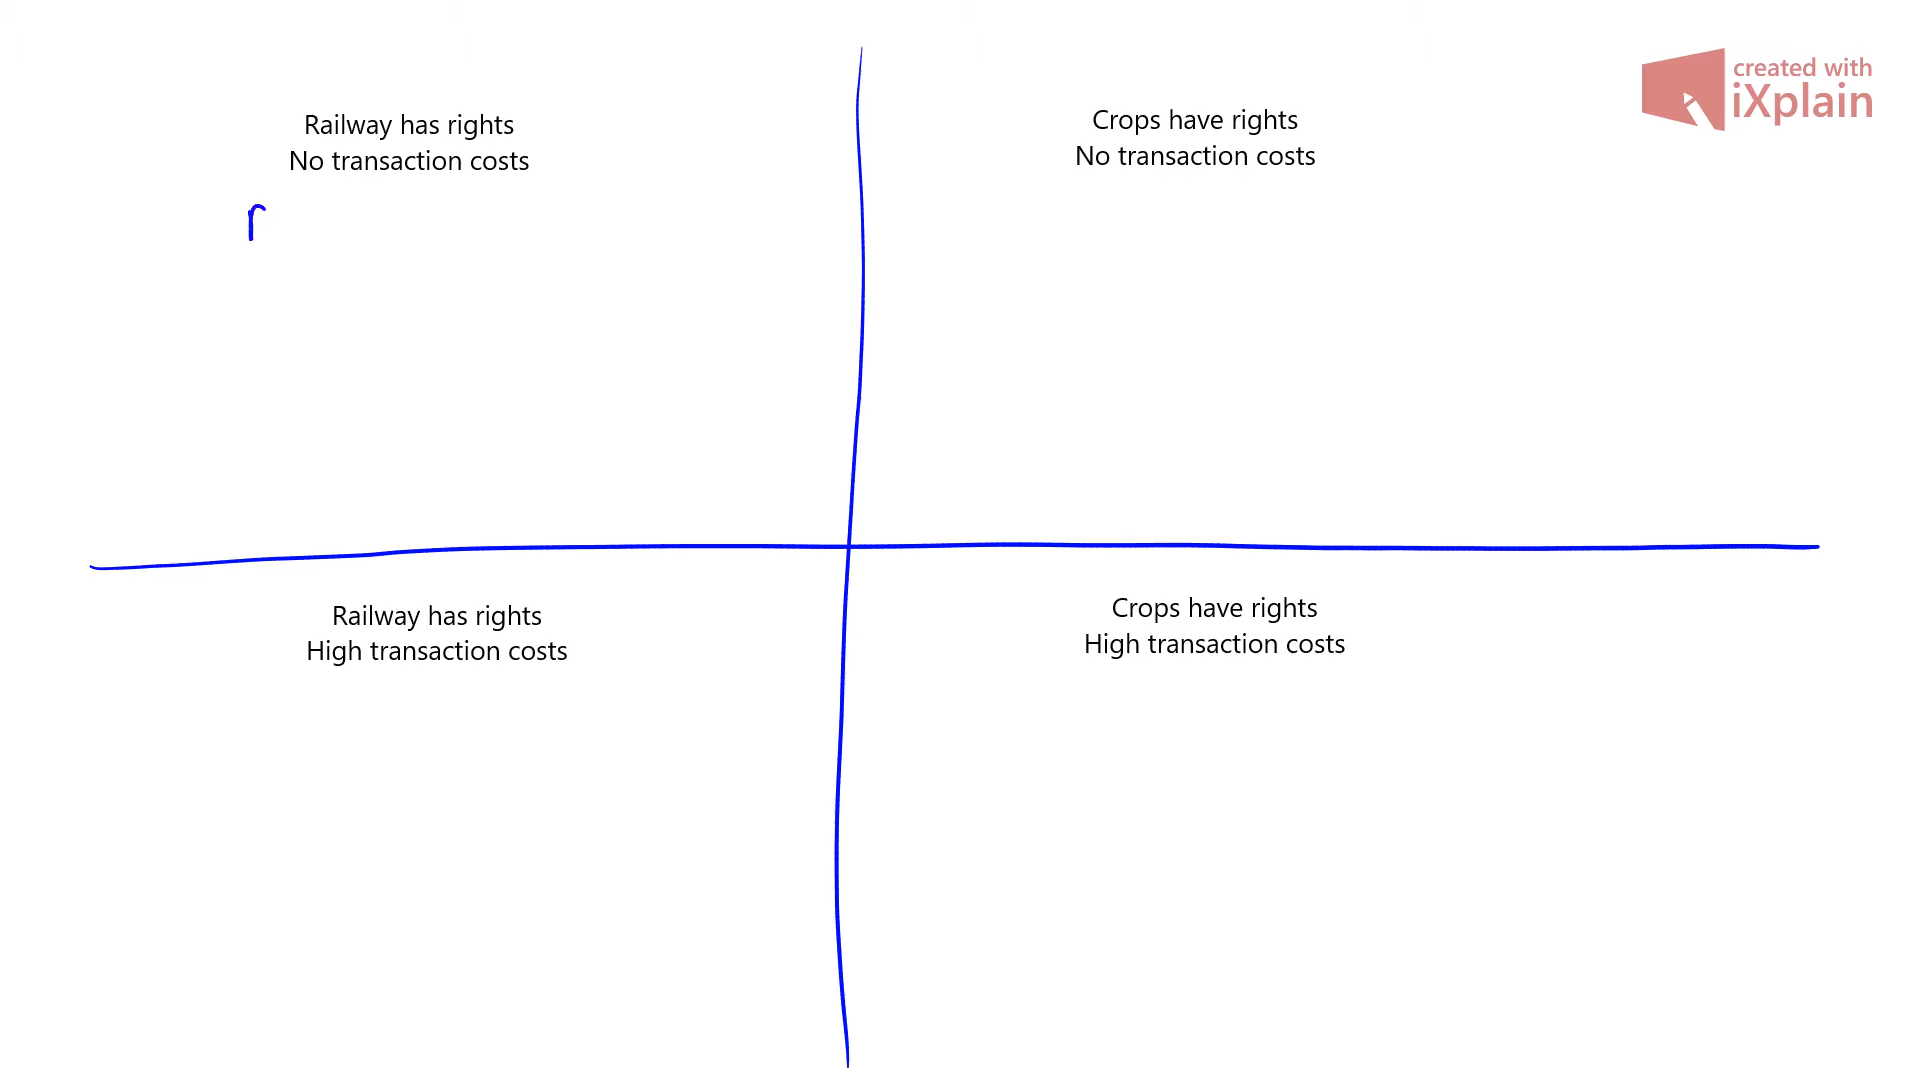 Railway has rights
No transaction costs
r
Crops have rights
No transaction costs
created with
iXplain
Railway has rights
High transaction costs
Crops have rights
High transaction costs